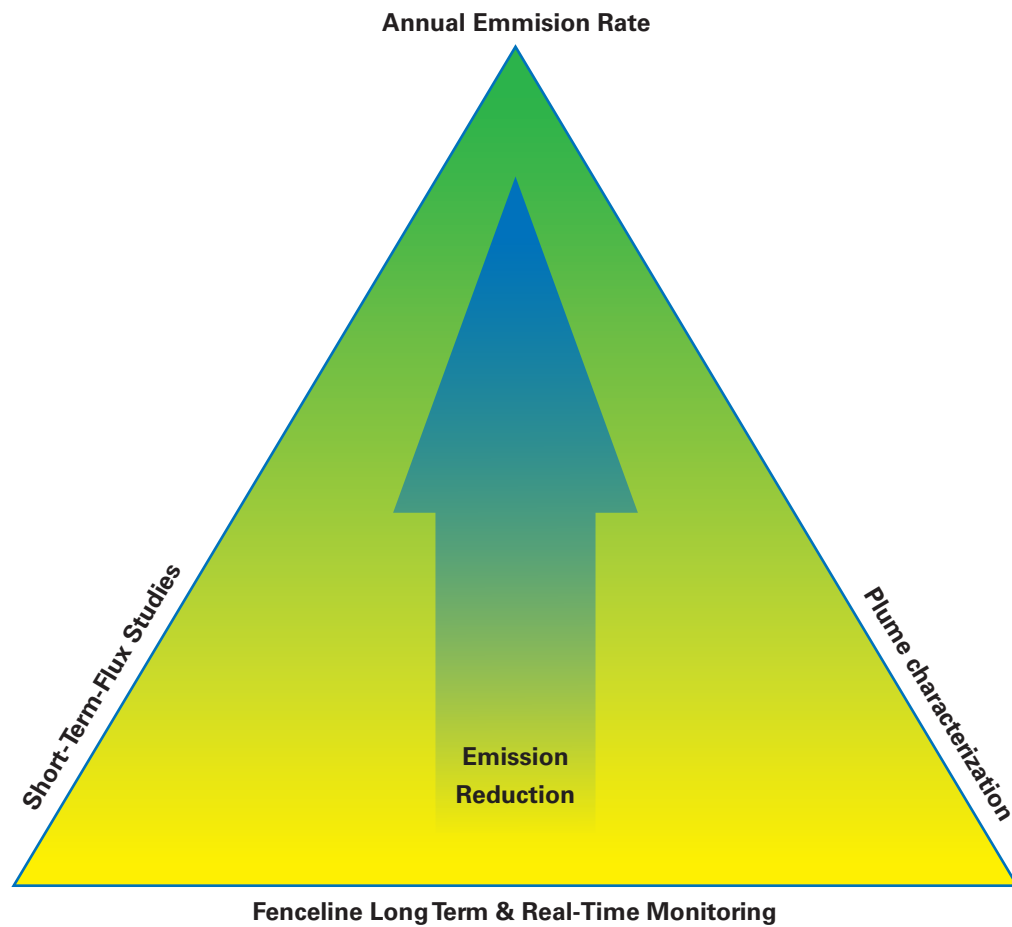 Annual Emmision Rate
Short-Term-Flux Studies
Plume characterization
Emission
Reduction
Fenceline Long Term & Real-Time Monitoring